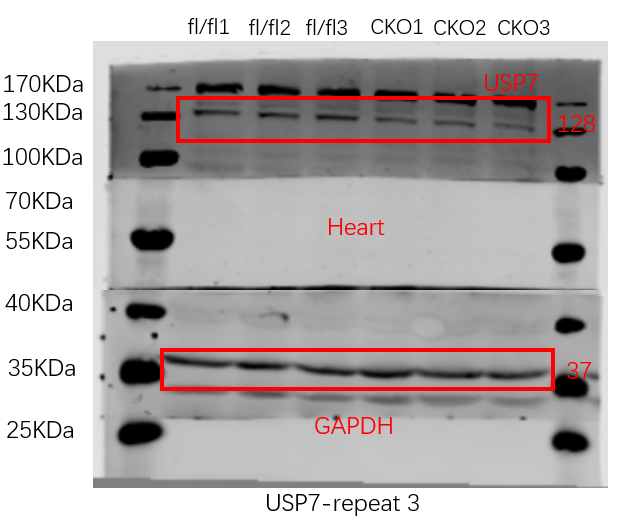 fl/fl1 fl/fl2 fl/fl3 CKO1 CKO2 CKO3
170KDa
USP7
130KDa
128
100KDa
70KDa
Heart
55KDa
40KDa
35KDa
37
GAPDH
25KDa
USP7-repeat 3